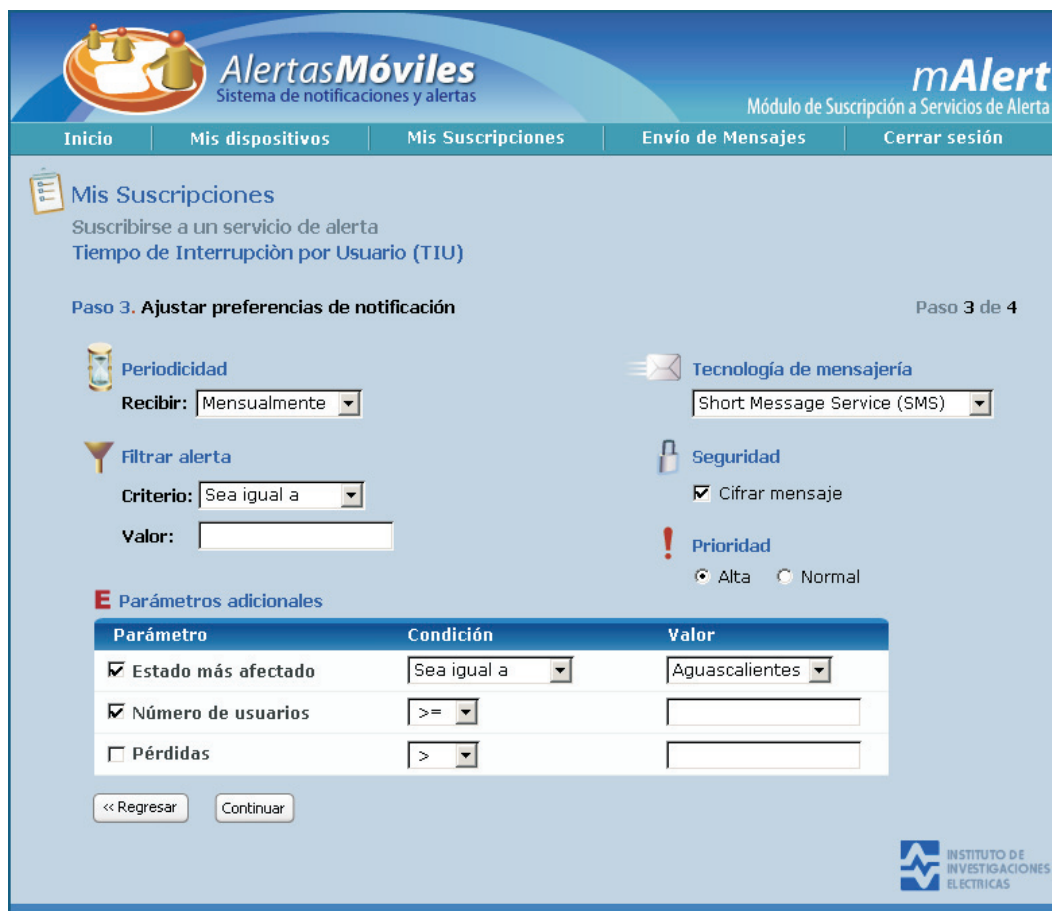 AlertasMóviles
Sistema de notificaciones y alertas
mAlert
Módulo de Suscripción a Servicios de Alerta
Inicio Mis dispositivos Mis Suscripciones Envío de Mensajes Cerrar sesión
Mis Suscripciones
Suscribirse a un servicio de alerta
Tiempo de Interrupciòn por Usuario (TIU)
Paso 3. Ajustar preferencias de notificación Paso 3 de 4
Periodicidad
Recibir: Mensualmente
Tecnología de mensajería
Short Message Service (SMS)
Filtrar alerta
Criterio: Sea igual a
Valor:
Seguridad
Cifrar mensaje
Prioridad
Alta Normal
E Parámetros adicionales
Parámetro Condición Valor
Estado más afectado Sea igual a Aguascalientes
Número de usuarios >=
Pérdidas >
<< Regresar Continuar
INSTITUTO DE
INVESTIGACIONES
ELECTRICAS